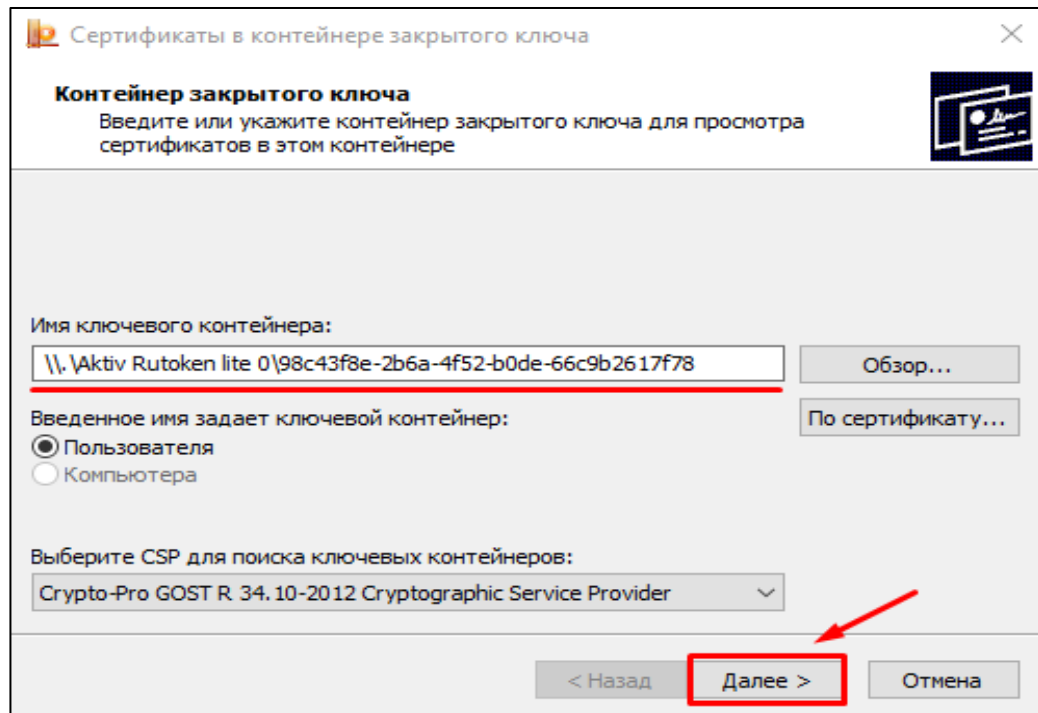 Сертификаты в контейнере закрытого ключа
Контейнер закрытого ключа
Введите или укажите контейнер закрытого ключа для просмотра
сертификатов в этом контейнере
Имя ключевого контейнера:
\\.\Aktiv Rutoken lite 0\98c43f8e-2b6a-4f52-b0de-66c9b2617f78
Обзор...
Введенное имя задает ключевой контейнер:
По сертификату...
Пользователя
Компьютера
Выберите CSP для поиска ключевых контейнеров:
Crypto-Pro GOST R 34.10-2012 Cryptographic Service Provider
< Назад
Далее >
Отмена